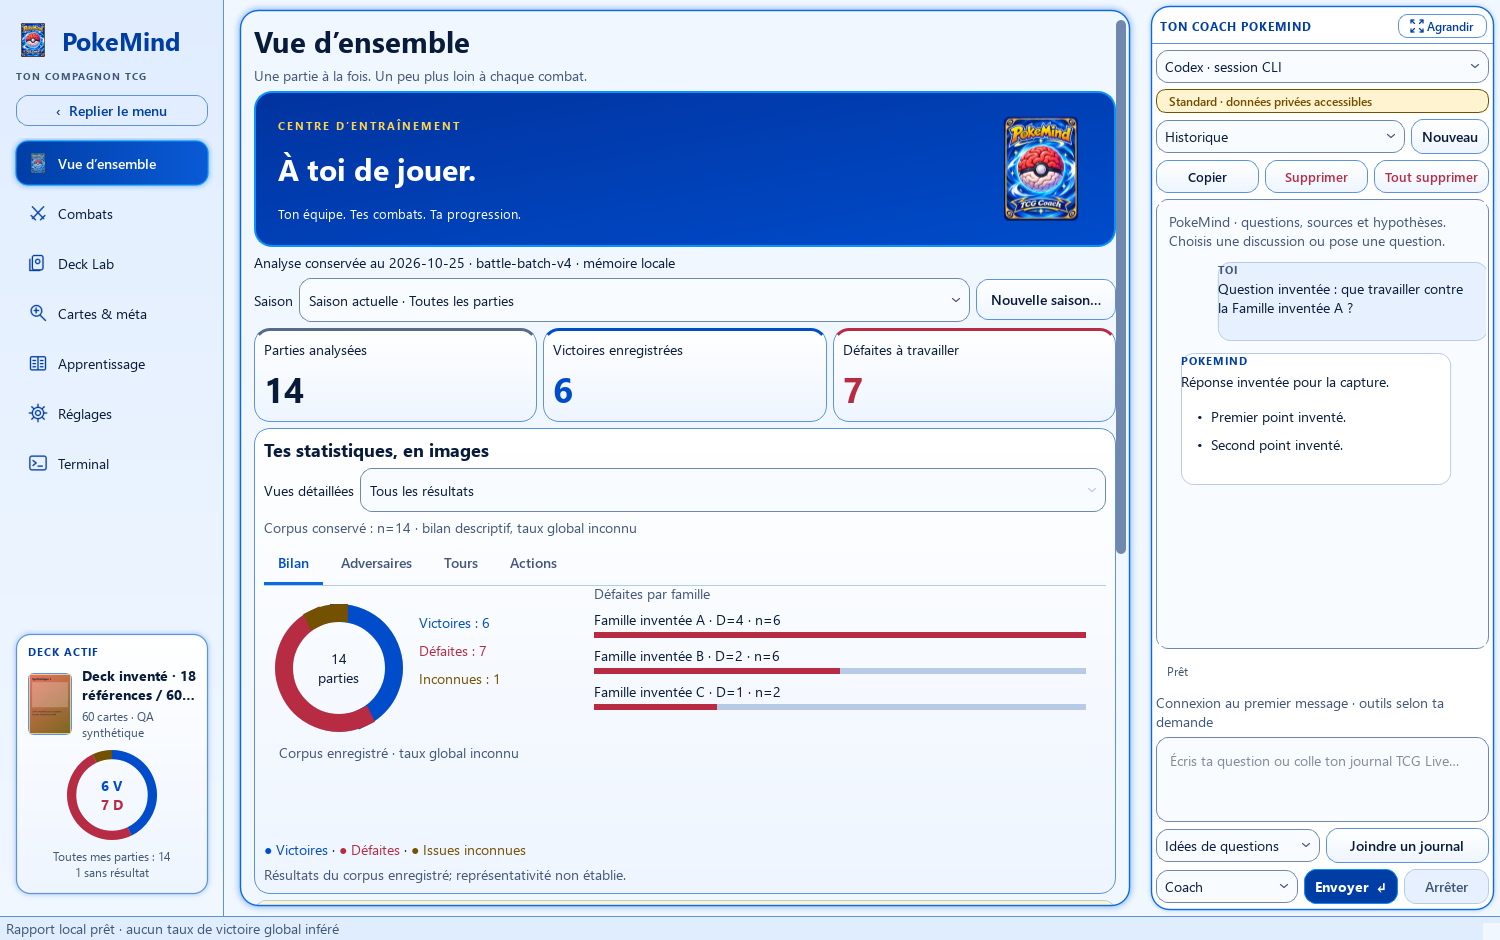 PokeMind
TON COMPAGNON TCG
‹ Replier le menu
Vue d’ensemble
Combats
Deck Lab
Cartes & méta
Apprentissage
Réglages
Terminal
DECK ACTIF
Deck inventé · 18
références / 60…
60 cartes · QA
synthétique
6 V
7 D
Toutes mes parties : 14
1 sans résultat
Vue d’ensemble
Une partie à la fois. Un peu plus loin à chaque combat.
CENTRE D’ENTRAÎNEMENT
À toi de jouer.
Ton équipe. Tes combats. Ta progression.
PokeMind
TCG Coach
Analyse conservée au 2026-10-25 · battle-batch-v4 · mémoire locale
Saison
Saison actuelle · Toutes les parties
Nouvelle saison…
Parties analysées
14
Victoires enregistrées
6
Défaites à travailler
7
Tes statistiques, en images
Vues détaillées
Tous les résultats
Corpus conservé : n=14 · bilan descriptif, taux global inconnu
Bilan
Adversaires
Tours
Actions
14
parties
Victoires : 6
Défaites : 7
Inconnues : 1
Corpus enregistré · taux global inconnu
Défaites par famille
Famille inventée A · D=4 · n=6
Famille inventée B · D=2 · n=6
Famille inventée C · D=1 · n=2
● Victoires · ● Défaites · ● Issues inconnues
Résultats du corpus enregistré; représentativité non établie.
TON COACH POKEMIND
Agrandir
Codex · session CLI
Standard · données privées accessibles
Historique
Nouveau
Copier
Supprimer
Tout supprimer
PokeMind · questions, sources et hypothèses.
Choisis une discussion ou pose une question.
TOI
Question inventée : que travailler contre
la Famille inventée A ?
POKEMIND
Réponse inventée pour la capture.
• Premier point inventé.
• Second point inventé.
Prêt
Connexion au premier message · outils selon ta
demande
Écris ta question ou colle ton journal TCG Live…
Idées de questions
Joindre un journal
Coach
Envoyer ↲
Arrêter
Rapport local prêt · aucun taux de victoire global inféré